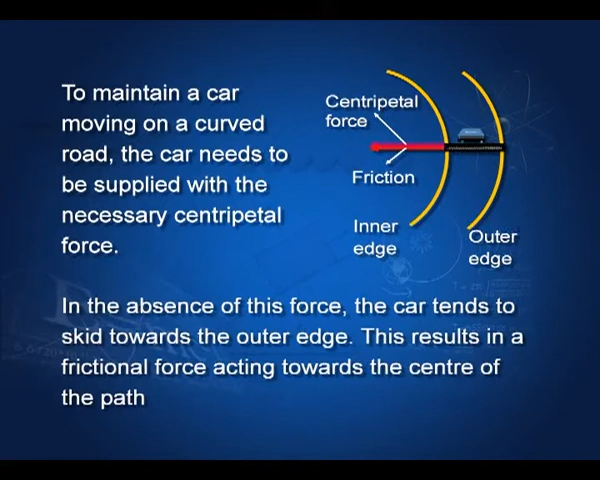 To maintain a car
moving on a curved
road, the car needs to
be supplied with the
necessary centripetal
force.
Centripetal
force
Friction
Inner
edge
Outer
edge
In the absence of this force, the car tends to
skid towards the outer edge. This results in a
frictional force acting towards the centre of
the path